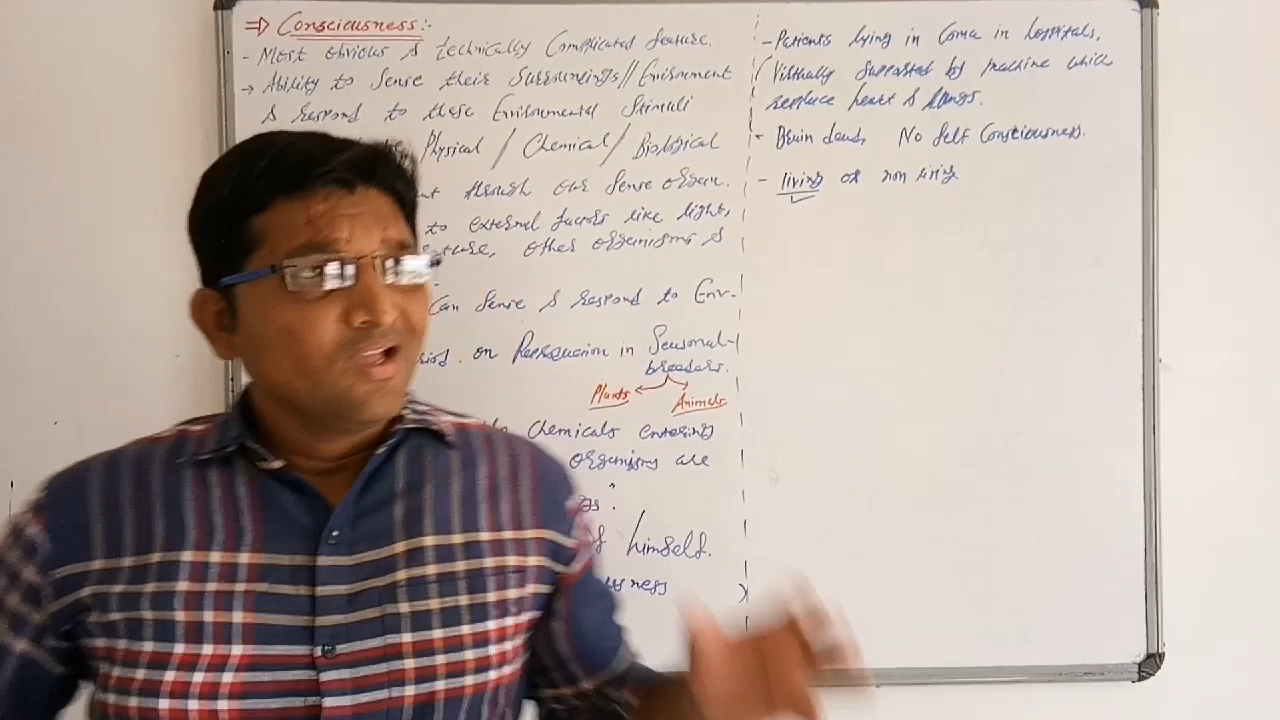 ⇒ Consciousness:-
- Most obvious & technically Complicated feature.
→ Ability to Sense their Surroundings // Environment
& respond to these Environmental Stimuli
Physical / Chemical / Biological
through our Sense organ.
to external factors like light,
other organisms &
Can Sense & respond to Env.
on Reproduction in Seasonal
breeders.
Plants Animals
Chemicals entering
organisms are
himself.
- Patients lying in Coma in hospitals,
Virtually Supported by machine which
replace heart & lungs.
- Brain dead, No Self Consciousness.
- living or non living